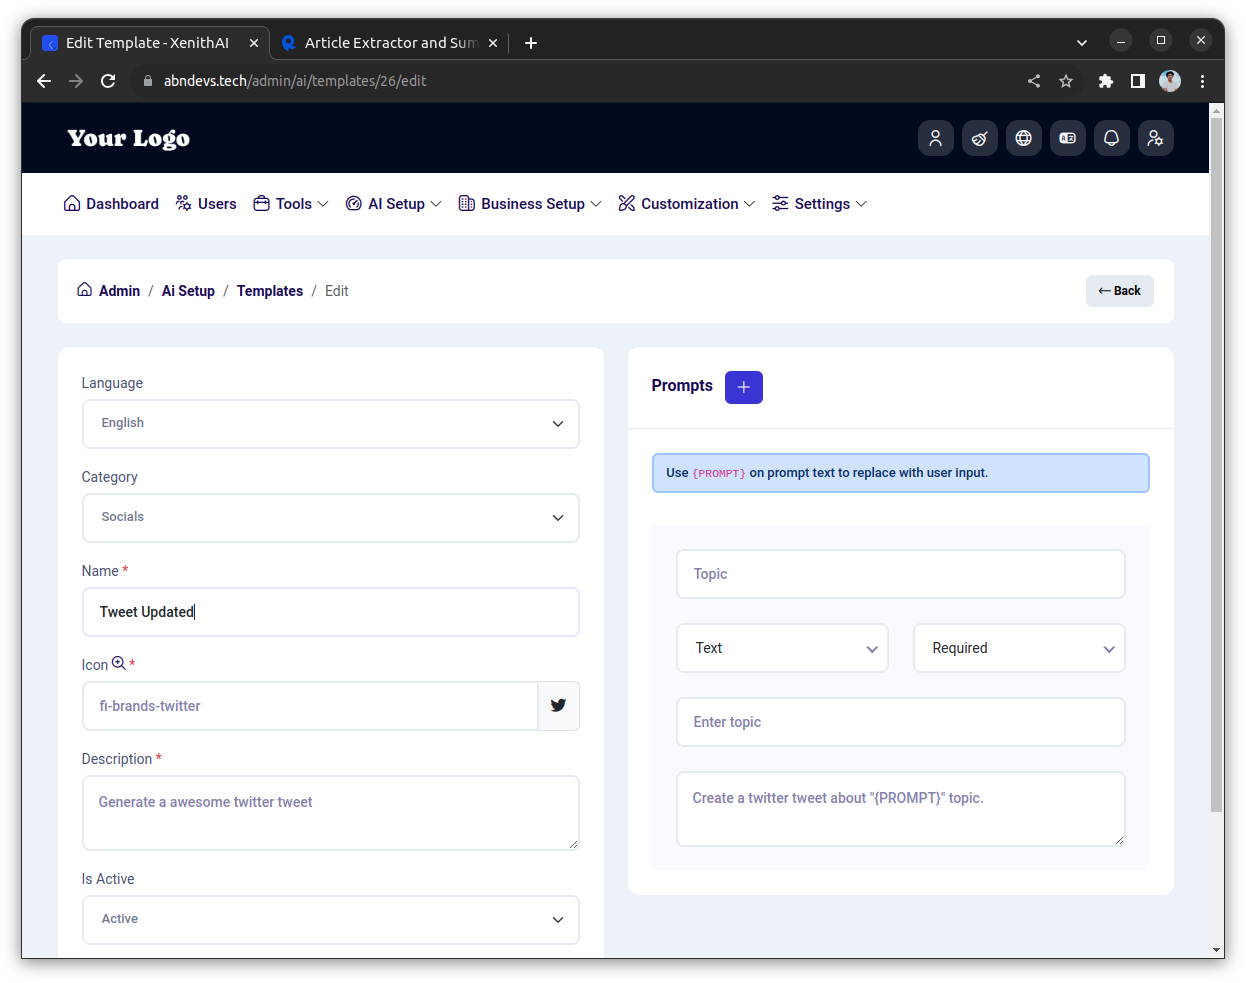 Edit Template - XenithAI
Article Extractor and Sum
abndevs.tech/admin/ai/templates/26/edit
Your Logo
Dashboard Users Tools AI Setup Business Setup Customization Settings
Admin / Ai Setup / Templates / Edit
← Back
Language
English
Category
Socials
Name *
Tweet Updated
Icon *
fi-brands-twitter
Description *
Generate a awesome twitter tweet
Is Active
Active
Prompts +
Use {PROMPT} on prompt text to replace with user input.
Topic
Text
Required
Enter topic
Create a twitter tweet about "{PROMPT}" topic.